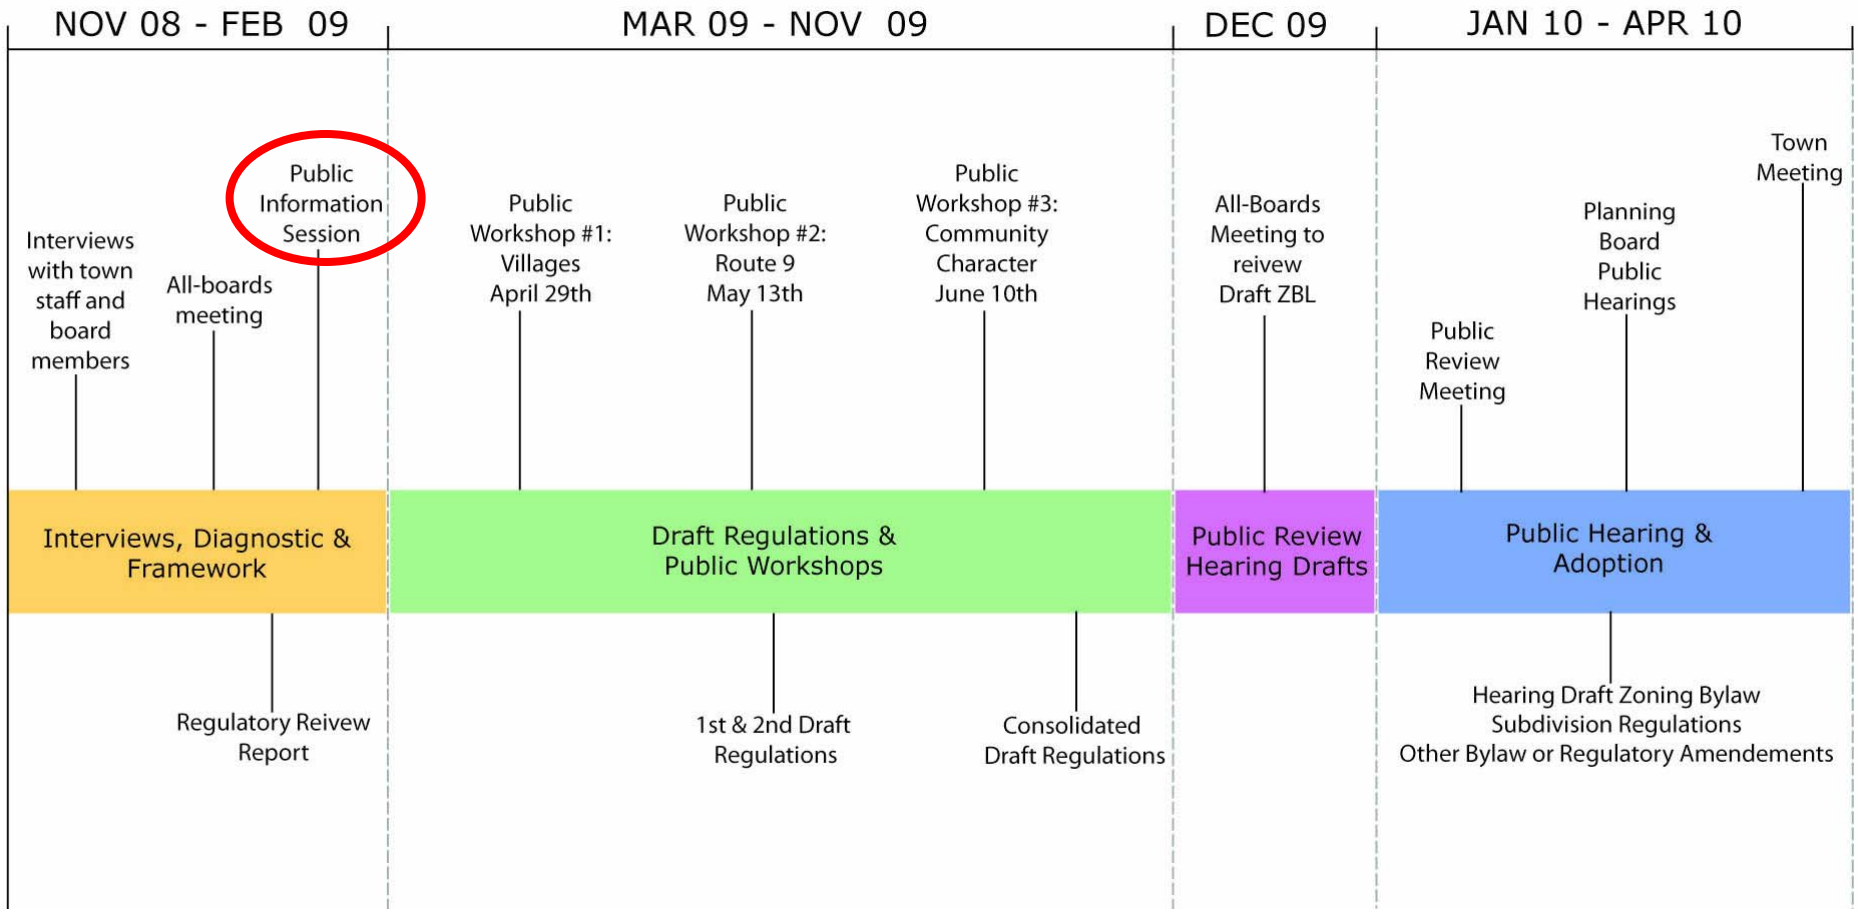 NOV 08 - FEB 09
MAR 09 - NOV 09
DEC 09
JAN 10 - APR 10
Interviews
with town
staff and
board
members
All-boards
meeting
Public
Information
Session
Public
Workshop #1:
Villages
April 29th
Public
Workshop #2:
Route 9
May 13th
Public
Workshop #3:
Community
Character
June 10th
All-Boards
Meeting to
reivew
Draft ZBL
Public
Review
Meeting
Planning
Board
Public
Hearings
Town
Meeting
Interviews, Diagnostic &
Framework
Draft Regulations &
Public Workshops
Public Review
Hearing Drafts
Public Hearing &
Adoption
Regulatory Reivew
Report
1st & 2nd Draft
Regulations
Consolidated
Draft Regulations
Hearing Draft Zoning Bylaw
Subdivision Regulations
Other Bylaw or Regulatory Amendements